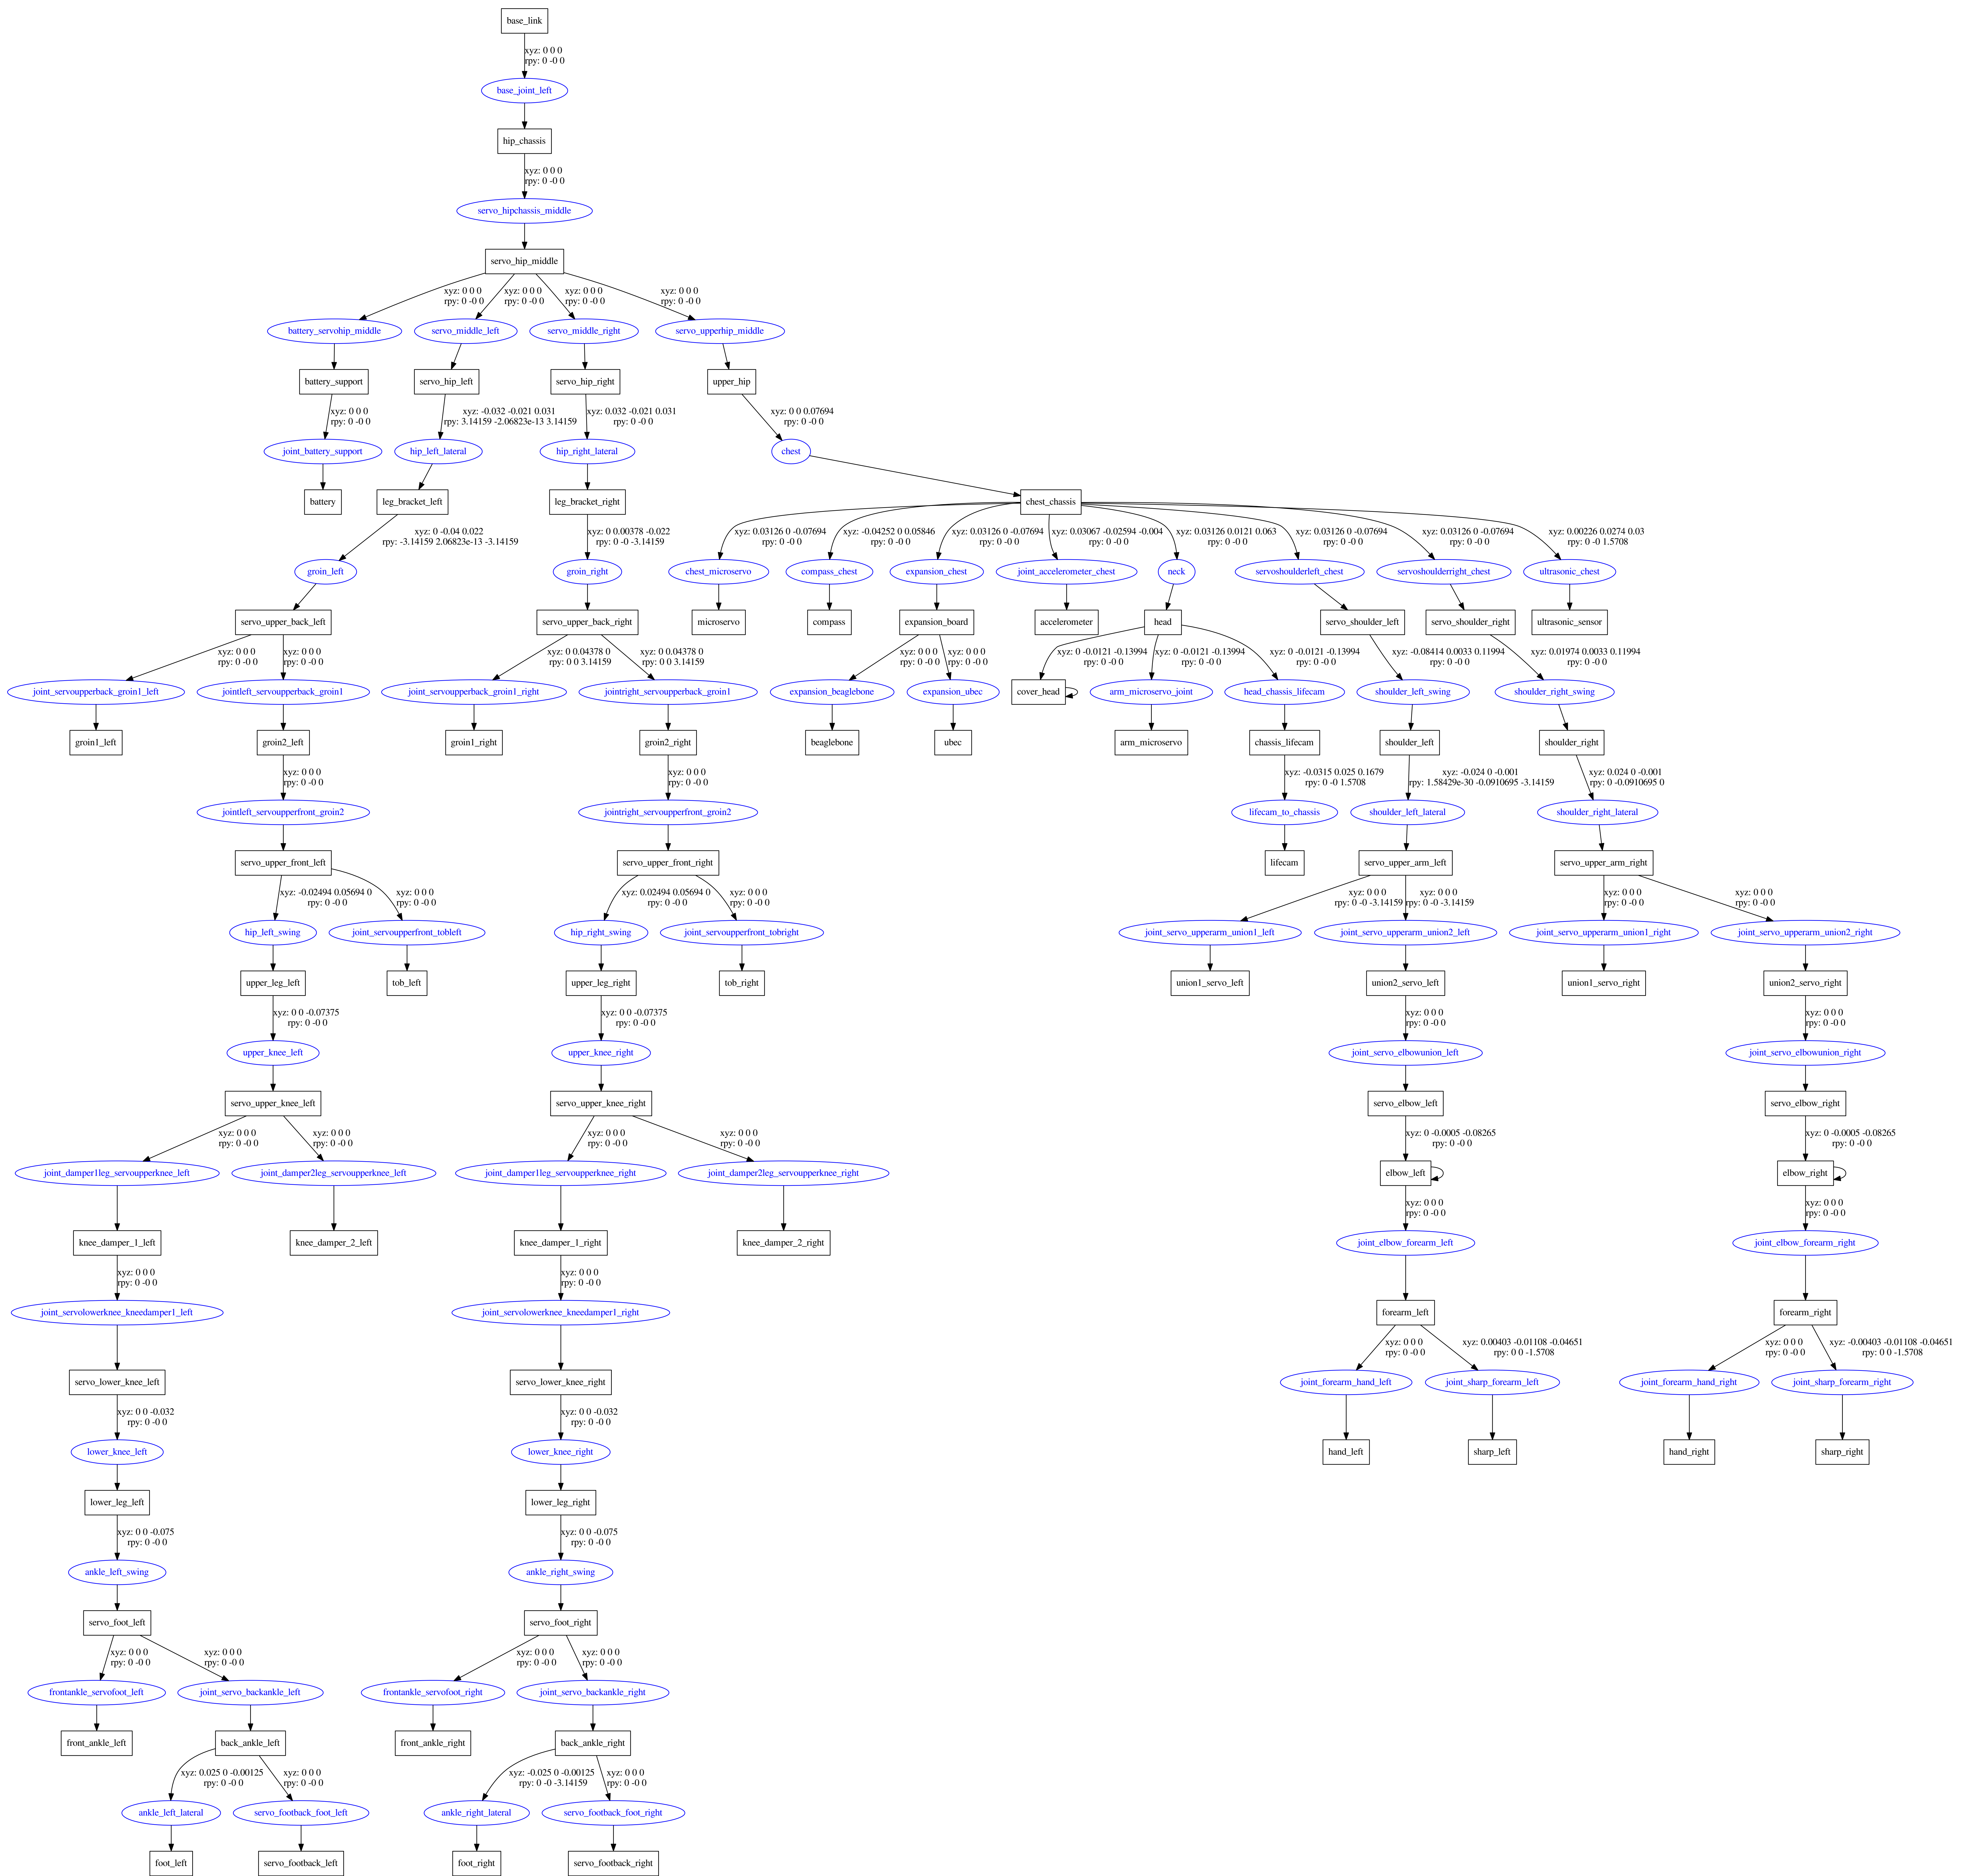 base_link
xyz: 0 0 0
rpy: 0 -0 0
base_joint_left
hip_chassis
xyz: 0 0 0
rpy: 0 -0 0
servo_hipchassis_middle
servo_hip_middle
xyz: 0 0 0
rpy: 0 -0 0
xyz: 0 0 0
rpy: 0 -0 0
xyz: 0 0 0
rpy: 0 -0 0
xyz: 0 0 0
rpy: 0 -0 0
battery_servohip_middle
servo_middle_left
servo_middle_right
servo_upperhip_middle
battery_support
servo_hip_left
servo_hip_right
upper_hip
xyz: 0 0 0
rpy: 0 -0 0
xyz: -0.032 -0.021 0.031
rpy: 3.14159 -2.06823e-13 3.14159
xyz: 0.032 -0.021 0.031
rpy: 0 -0 0
xyz: 0 0 0.07694
rpy: 0 -0 0
joint_battery_support
hip_left_lateral
hip_right_lateral
chest
battery
leg_bracket_left
leg_bracket_right
chest_chassis
xyz: 0 -0.04 0.022
rpy: -3.14159 2.06823e-13 -3.14159
xyz: 0 0.00378 -0.022
rpy: 0 -0 -3.14159
xyz: 0.03126 0 -0.07694
rpy: 0 -0 0
xyz: -0.04252 0 0.05846
rpy: 0 -0 0
xyz: 0.03126 0 -0.07694
rpy: 0 -0 0
xyz: 0.03067 -0.02594 -0.004
rpy: 0 -0 0
xyz: 0.03126 0.0121 0.063
rpy: 0 -0 0
xyz: 0.03126 0 -0.07694
rpy: 0 -0 0
xyz: 0.03126 0 -0.07694
rpy: 0 -0 0
xyz: 0.00226 0.0274 0.03
rpy: 0 -0 1.5708
groin_left
groin_right
chest_microservo
compass_chest
expansion_chest
joint_accelerometer_chest
neck
servoshoulderleft_chest
servoshoulderright_chest
ultrasonic_chest
servo_upper_back_left
servo_upper_back_right
microservo
compass
expansion_board
accelerometer
head
servo_shoulder_left
servo_shoulder_right
ultrasonic_sensor
xyz: 0 0 0
rpy: 0 -0 0
xyz: 0 0 0
rpy: 0 -0 0
xyz: 0 0.04378 0
rpy: 0 0 3.14159
xyz: 0 0.04378 0
rpy: 0 0 3.14159
xyz: 0 0 0
rpy: 0 -0 0
xyz: 0 0 0
rpy: 0 -0 0
xyz: 0 -0.0121 -0.13994
rpy: 0 -0 0
xyz: 0 -0.0121 -0.13994
rpy: 0 -0 0
xyz: 0 -0.0121 -0.13994
rpy: 0 -0 0
xyz: -0.08414 0.0033 0.11994
rpy: 0 -0 0
xyz: 0.01974 0.0033 0.11994
rpy: 0 -0 0
joint_servoupperback_groin1_left
jointleft_servoupperback_groin1
joint_servoupperback_groin1_right
jointright_servoupperback_groin1
expansion_beaglebone
expansion_ubec
cover_head
arm_microservo_joint
head_chassis_lifecam
shoulder_left_swing
shoulder_right_swing
groin1_left
groin2_left
groin1_right
groin2_right
beaglebone
ubec
arm_microservo
chassis_lifecam
shoulder_left
shoulder_right
xyz: 0 0 0
rpy: 0 -0 0
xyz: 0 0 0
rpy: 0 -0 0
xyz: -0.0315 0.025 0.1679
rpy: 0 -0 1.5708
xyz: -0.024 0 -0.001
rpy: 1.58429e-30 -0.0910695 -3.14159
xyz: 0.024 0 -0.001
rpy: 0 -0.0910695 0
jointleft_servoupperfront_groin2
jointright_servoupperfront_groin2
lifecam_to_chassis
shoulder_left_lateral
shoulder_right_lateral
servo_upper_front_left
servo_upper_front_right
lifecam
servo_upper_arm_left
servo_upper_arm_right
xyz: -0.02494 0.05694 0
rpy: 0 -0 0
xyz: 0 0 0
rpy: 0 -0 0
xyz: 0.02494 0.05694 0
rpy: 0 -0 0
xyz: 0 0 0
rpy: 0 -0 0
xyz: 0 0 0
rpy: 0 -0 -3.14159
xyz: 0 0 0
rpy: 0 -0 -3.14159
xyz: 0 0 0
rpy: 0 -0 0
xyz: 0 0 0
rpy: 0 -0 0
hip_left_swing
joint_servoupperfront_tobleft
hip_right_swing
joint_servoupperfront_tobright
joint_servo_upperarm_union1_left
joint_servo_upperarm_union2_left
joint_servo_upperarm_union1_right
joint_servo_upperarm_union2_right
upper_leg_left
tob_left
upper_leg_right
tob_right
union1_servo_left
union2_servo_left
union1_servo_right
union2_servo_right
xyz: 0 0 -0.07375
rpy: 0 -0 0
xyz: 0 0 -0.07375
rpy: 0 -0 0
xyz: 0 0 0
rpy: 0 -0 0
xyz: 0 0 0
rpy: 0 -0 0
upper_knee_left
upper_knee_right
joint_servo_elbowunion_left
joint_servo_elbowunion_right
servo_upper_knee_left
servo_upper_knee_right
servo_elbow_left
servo_elbow_right
xyz: 0 0 0
rpy: 0 -0 0
xyz: 0 0 0
rpy: 0 -0 0
xyz: 0 0 0
rpy: 0 -0 0
xyz: 0 0 0
rpy: 0 -0 0
xyz: 0 -0.0005 -0.08265
rpy: 0 -0 0
xyz: 0 -0.0005 -0.08265
rpy: 0 -0 0
joint_damper1leg_servoupperknee_left
joint_damper2leg_servoupperknee_left
joint_damper1leg_servoupperknee_right
joint_damper2leg_servoupperknee_right
elbow_left
elbow_right
xyz: 0 0 0
rpy: 0 -0 0
xyz: 0 0 0
rpy: 0 -0 0
knee_damper_1_left
knee_damper_2_left
knee_damper_1_right
knee_damper_2_right
joint_elbow_forearm_left
joint_elbow_forearm_right
xyz: 0 0 0
rpy: 0 -0 0
xyz: 0 0 0
rpy: 0 -0 0
joint_servolowerknee_kneedamper1_left
joint_servolowerknee_kneedamper1_right
forearm_left
forearm_right
xyz: 0 0 0
rpy: 0 -0 0
xyz: 0.00403 -0.01108 -0.04651
rpy: 0 0 -1.5708
xyz: 0 0 0
rpy: 0 -0 0
xyz: -0.00403 -0.01108 -0.04651
rpy: 0 0 -1.5708
servo_lower_knee_left
servo_lower_knee_right
joint_forearm_hand_left
joint_sharp_forearm_left
joint_forearm_hand_right
joint_sharp_forearm_right
xyz: 0 0 -0.032
rpy: 0 -0 0
xyz: 0 0 -0.032
rpy: 0 -0 0
lower_knee_left
lower_knee_right
hand_left
sharp_left
hand_right
sharp_right
lower_leg_left
lower_leg_right
xyz: 0 0 -0.075
rpy: 0 -0 0
xyz: 0 0 -0.075
rpy: 0 -0 0
ankle_left_swing
ankle_right_swing
servo_foot_left
servo_foot_right
xyz: 0 0 0
rpy: 0 -0 0
xyz: 0 0 0
rpy: 0 -0 0
xyz: 0 0 0
rpy: 0 -0 0
xyz: 0 0 0
rpy: 0 -0 0
frontankle_servofoot_left
joint_servo_backankle_left
frontankle_servofoot_right
joint_servo_backankle_right
front_ankle_left
back_ankle_left
front_ankle_right
back_ankle_right
xyz: 0.025 0 -0.00125
rpy: 0 -0 0
xyz: 0 0 0
rpy: 0 -0 0
xyz: -0.025 0 -0.00125
rpy: 0 -0 -3.14159
xyz: 0 0 0
rpy: 0 -0 0
ankle_left_lateral
servo_footback_foot_left
ankle_right_lateral
servo_footback_foot_right
foot_left
servo_footback_left
foot_right
servo_footback_right